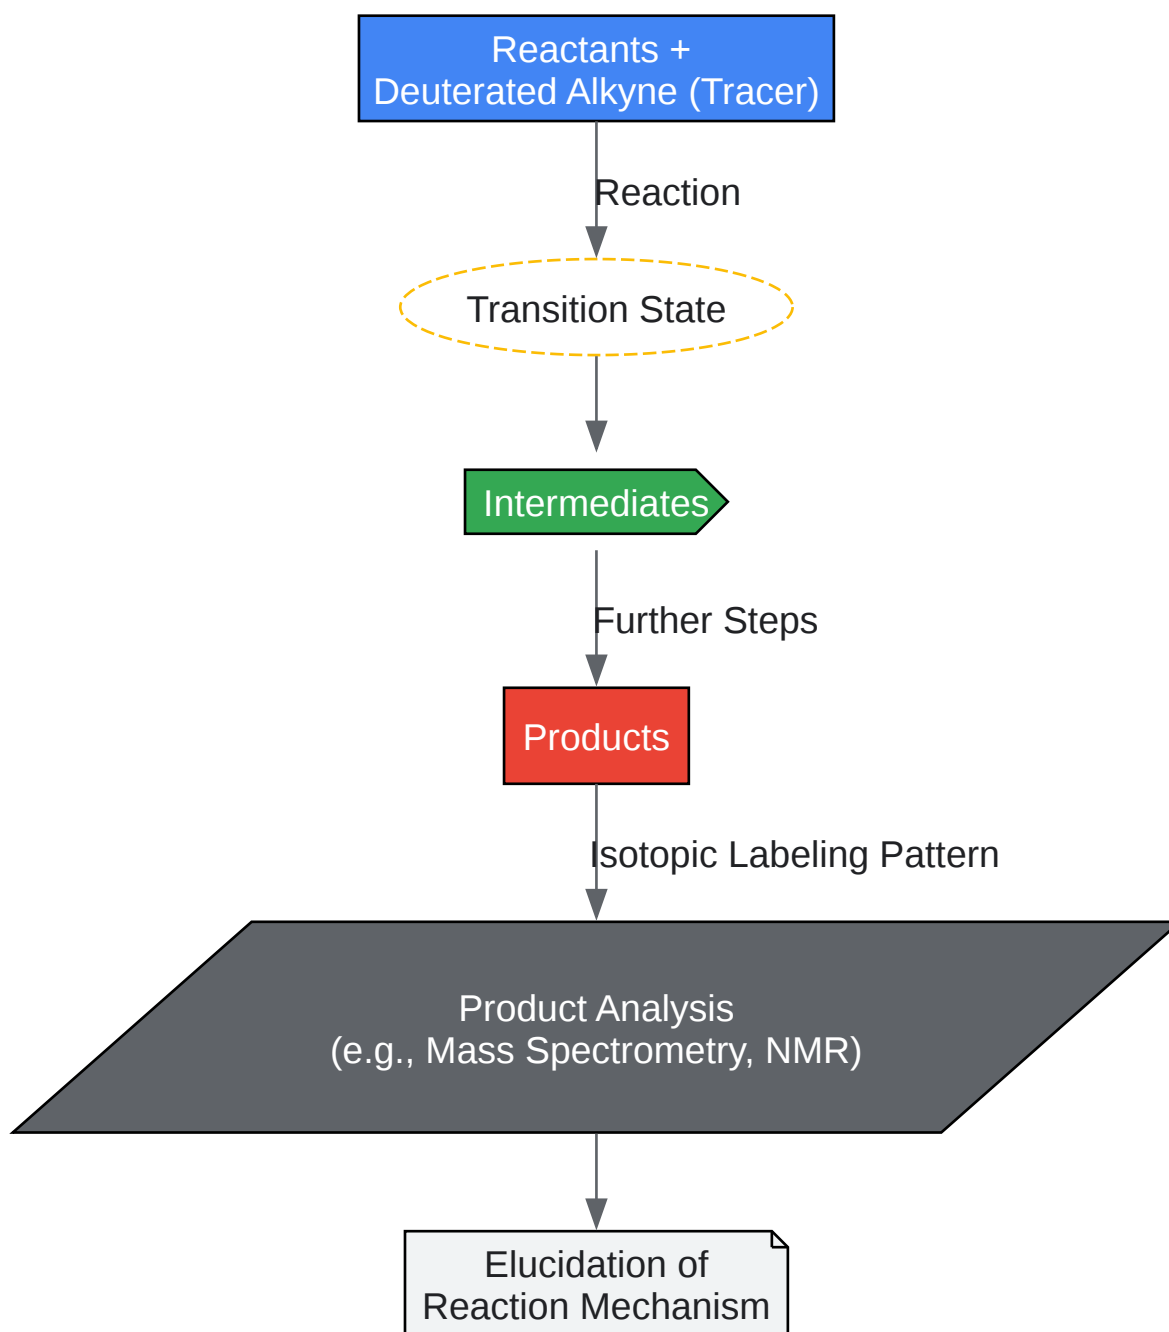 Reactants +
Deuterated Alkyne (Tracer)
Reaction
Transition State
Intermediates
Further Steps
Products
Isotopic Labeling Pattern
Product Analysis
(e.g., Mass Spectrometry, NMR)
Elucidation of
Reaction Mechanism